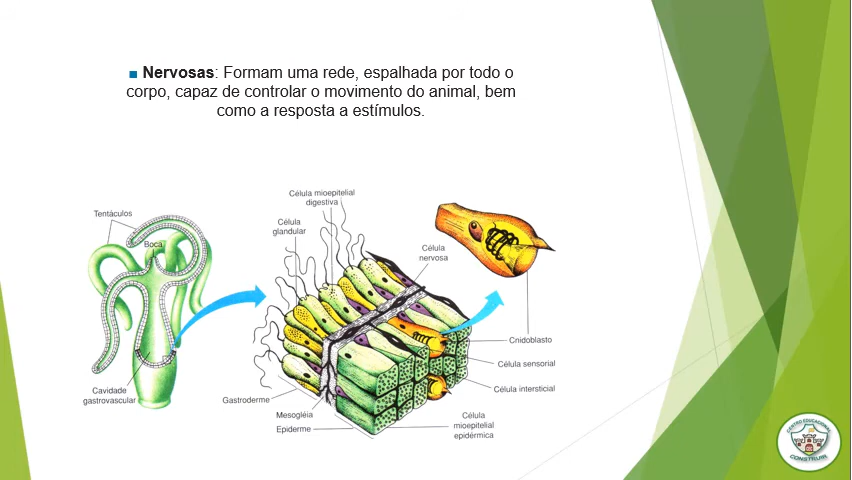 ■ Nervosas: Formam uma rede, espalhada por todo o
corpo, capaz de controlar o movimento do animal, bem
como a resposta a estímulos.
Célula mioepitelial
digestiva
Tentáculos
Célula
glandular
Boca
Célula
nervosa
Cnidoblasto
Célula sensorial
Célula intersticial
Cavidade
gastrovascular
Gastroderme
Mesogléia
Epiderme
Célula
mioepitelial
epidérmica
CENTRO EDUCACIONAL
CONSTRUIR